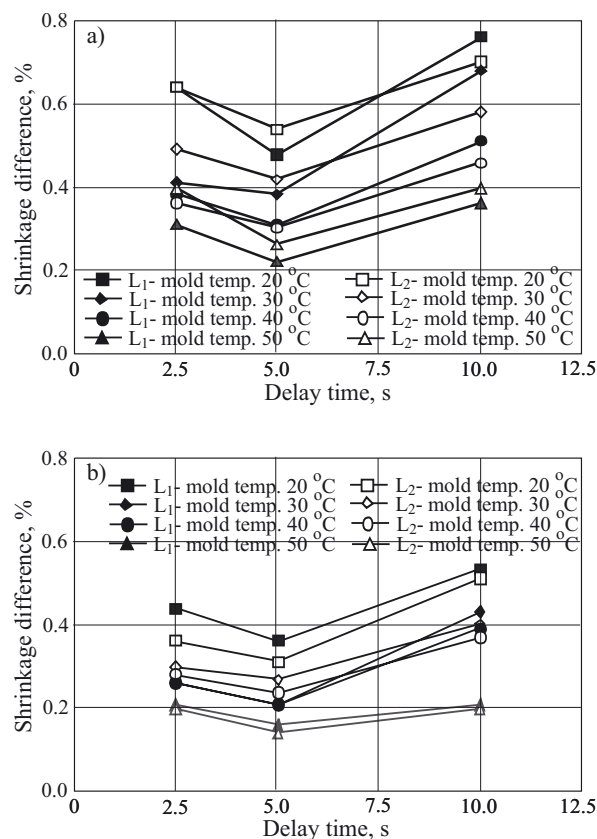 a)
Shrinkage difference, %
0.8
0.6
0.4
0.2
0.0
L₁- mold temp. 20 °C
L₁- mold temp. 30 °C
L₁- mold temp. 40 °C
L₁- mold temp. 50 °C
L₂- mold temp. 20 °C
L₂- mold temp. 30 °C
L₂- mold temp. 40 °C
L₂- mold temp. 50 °C
0 2.5 5.0 7.5 10.0 12.5
Delay time, s
b)
Shrinkage difference, %
0.8
0.6
0.4
0.2
0.0
L₁- mold temp. 20 °C
L₁- mold temp. 30 °C
L₁- mold temp. 40 °C
L₁- mold temp. 50 °C
L₂- mold temp. 20 °C
L₂- mold temp. 30 °C
L₂- mold temp. 40 °C
L₂- mold temp. 50 °C
0 2.5 5.0 7.5 10.0 12.5
Delay time, s